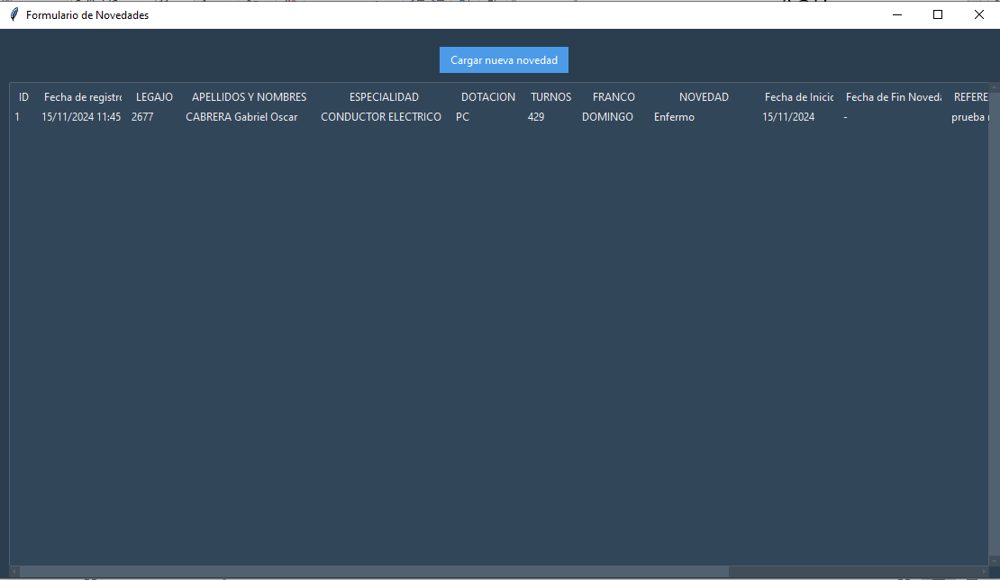 Formulario de Novedades
Cargar nueva novedad
ID Fecha de registro LEGAJO APELLIDOS Y NOMBRES ESPECIALIDAD DOTACION TURNOS FRANCO NOVEDAD Fecha de Inicio Fecha de Fin Noveda REFERE
1 15/11/2024 11:45 2677 CABRERA Gabriel Oscar CONDUCTOR ELECTRICO PC 429 DOMINGO Enfermo 15/11/2024 - prueba